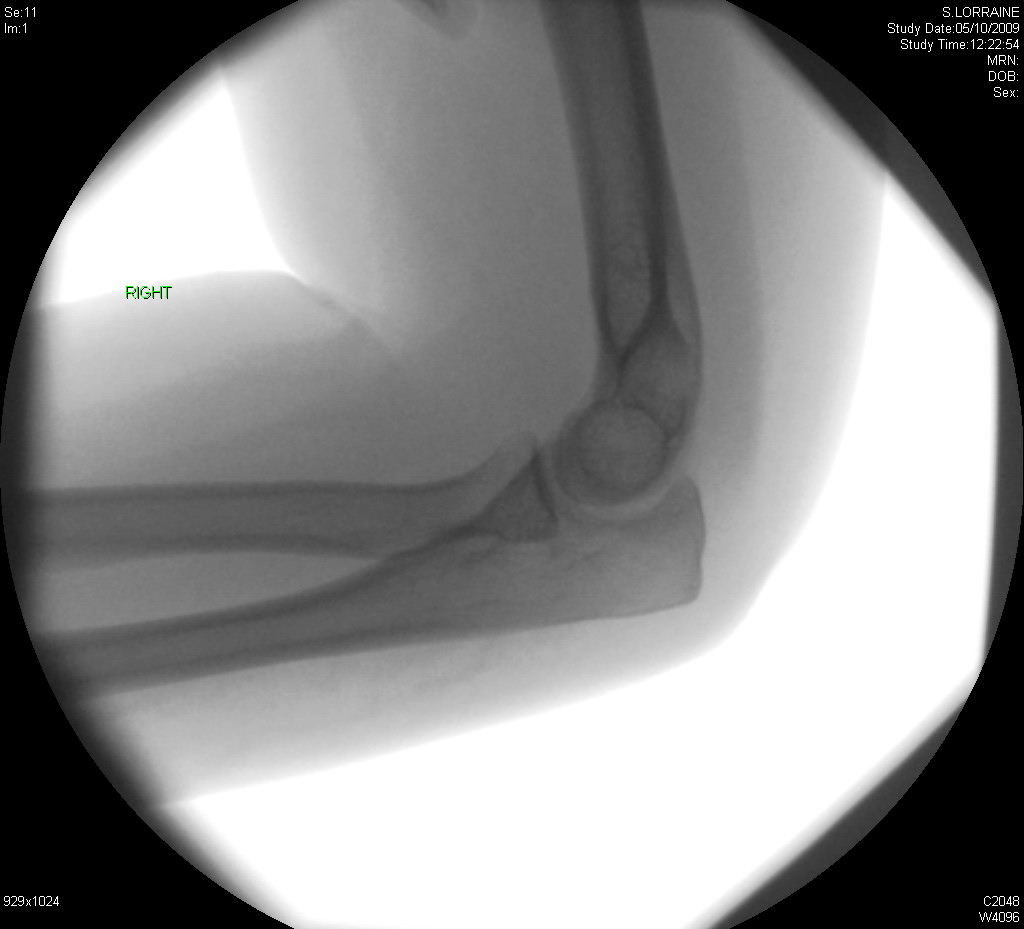 Se:11
Im:1
S.LORRAINE
Study Date:05/10/2009
Study Time:12:22:54
MRN:
DOB:
Sex:
RIGHT
929x1024
C2048
W4096